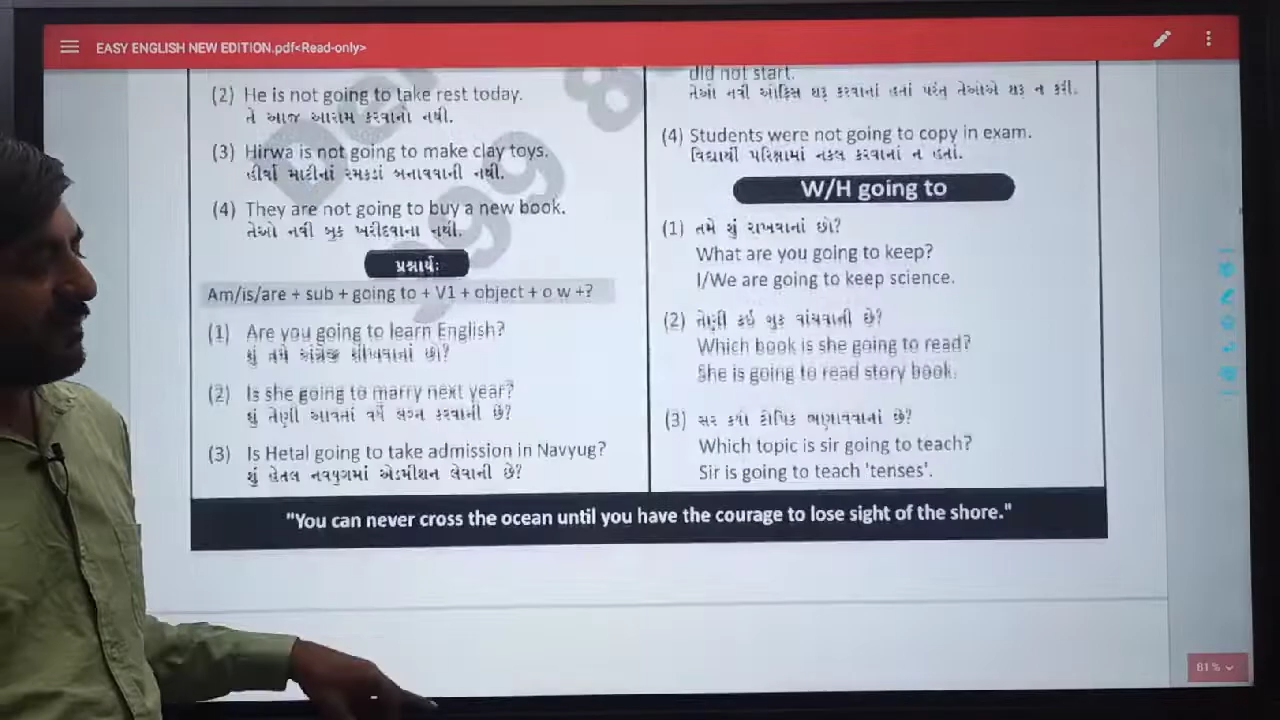 EASY ENGLISH NEW EDITION.pdf<Read-only>
(2) He is not going to take rest today.
તે આજ આરામ કરવાનો નથી.
(3) Hirwa is not going to make clay toys.
હીર્વા માટીનાં રમકડાં બનાવવાની નથી.
(4) They are not going to buy a new book.
તેઓ નવી બુક ખરીદવાના નથી.
પ્રશ્નાર્થઃ
Am/is/are + sub + going to + V1 + object + o w +?
(1) Are you going to learn English?
શું તમે અંગ્રેજી શીખવાનાં છો?
(2) Is she going to marry next year?
શું તેણી આવતાં વર્ષે લગ્ન કરવાની છે?
(3) Is Hetal going to take admission in Navyug?
શું હેતલ નવયુગમાં એડમીશન લેવાની છે?
did not start.
તેઓ નવી ઓફિસ શરૂ કરવાનાં હતાં પરંતુ તેઓએ શરૂ ન કરી.
(4) Students were not going to copy in exam.
વિદ્યાર્થી પરિક્ષામાં નકલ કરવાનાં ન હતાં.
W/H going to
(1) તમે શું રાખવાનાં છો?
What are you going to keep?
I/We are going to keep science.
(2) તેણી કઈ બુક વાંચવાની છે?
Which book is she going to read?
She is going to read story book.
(3) સર ક્યા ટોપિક ભણાવવાનાં છે?
Which topic is sir going to teach?
Sir is going to teach 'tenses'.
"You can never cross the ocean until you have the courage to lose sight of the shore."
81%